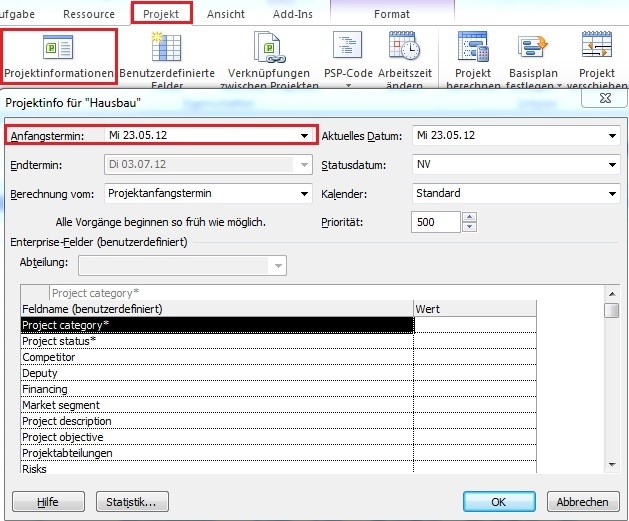 ufgabe Ressource Projekt Ansicht Add-Ins Format
Projektinformationen Benutzerdefinierte Felder Verknüpfungen zwischen Projekten PSP-Code Arbeitszeit ändern Projekt berechnen Basisplan festlegen Projekt verschieben
Projektinfo für "Hausbau"
Anfangstermin: Mi 23.05.12 Aktuelles Datum: Mi 23.05.12
Endtermin: Di 03.07.12 Statusdatum: NV
Berechnung vom: Projektanfangstermin Kalender: Standard
Alle Vorgänge beginnen so früh wie möglich. Priorität: 500
Enterprise-Felder (benutzerdefiniert)
Abteilung:
Project category*
Feldname (benutzerdefiniert) Wert
Project category*
Project status*
Competitor
Deputy
Financing
Market segment
Project description
Project objective
Projektabteilungen
Risks
Hilfe Statistik... OK Abbrechen